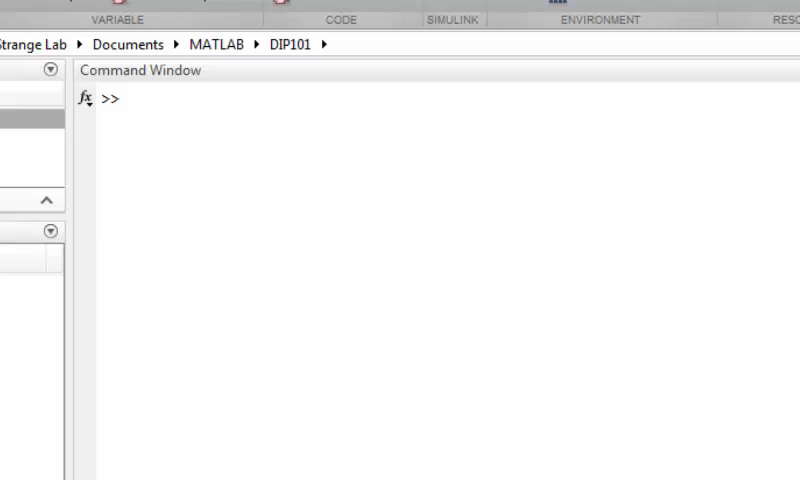 VARIABLE CODE SIMULINK ENVIRONMENT
Strange Lab Documents MATLAB DIP101
Command Window
fx >>